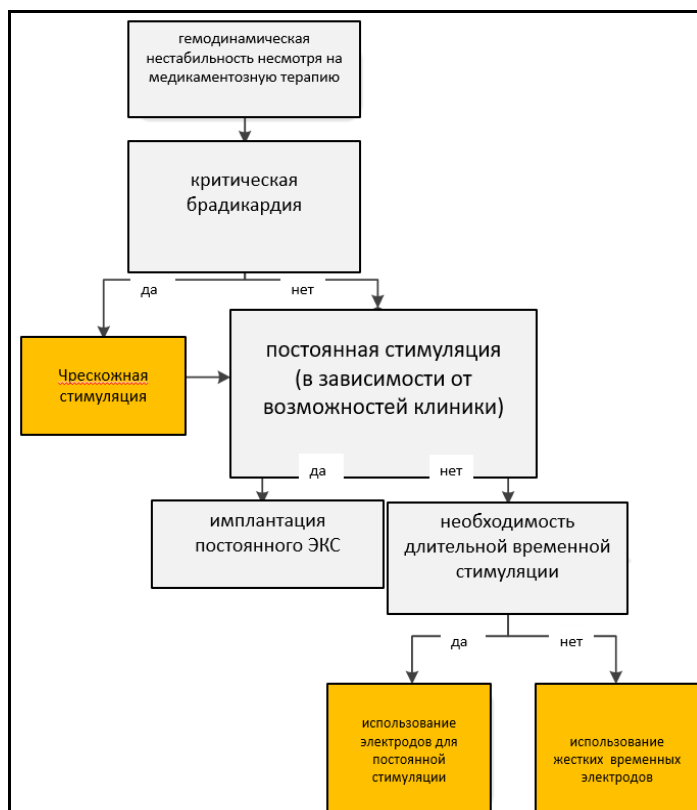 гемодинамическая
нестабильность несмотря на
медикаментозную терапию
критическая
брадикардия
да
нет
Чрескожная
стимуляция
постоянная стимуляция
(в зависимости от
возможностей клиники)
да
нет
имплантация
постоянного ЭКС
необходимость
длительной временной
стимуляции
да
нет
использование
электродов для
постоянной
стимуляции
использование
жестких временных
электродов